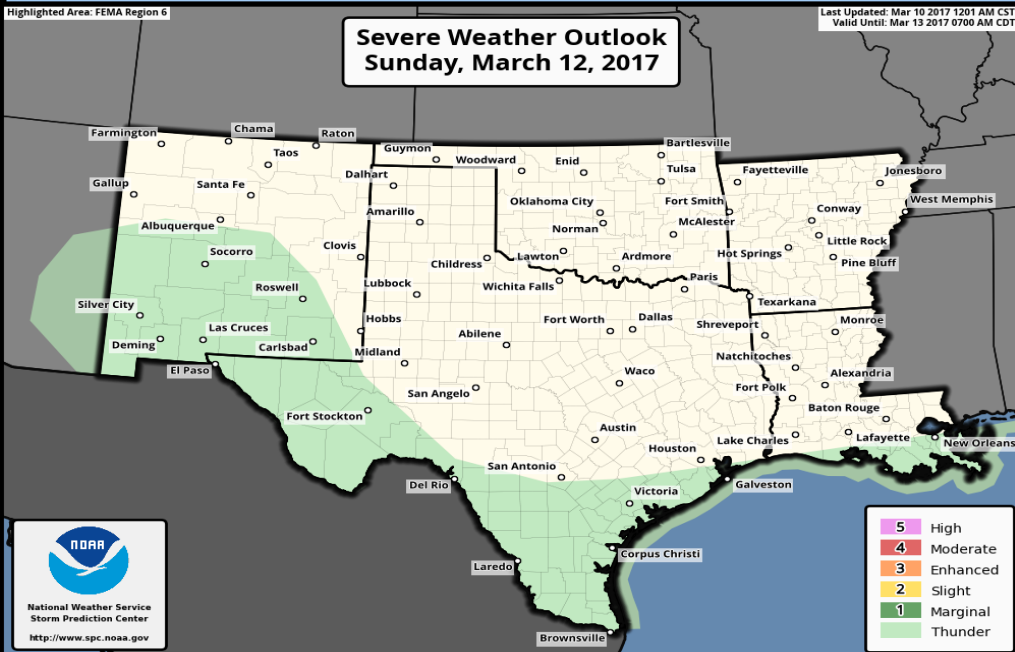 Highlighted Area: FEMA Region 6
Last Updated: Mar 10 2017 1201 AM CST
Valid Until: Mar 13 2017 0700 AM CDT
Severe Weather Outlook
Sunday, March 12, 2017
Farmington
Chama
Raton
Taos
Guymon
Woodward
Enid
Bartlesville
Tulsa
Fayetteville
Jonesboro
Gallup
Santa Fe
Dalhart
Amarillo
Oklahoma City
Norman
Fort Smith
McAlester
Conway
West Memphis
Albuquerque
Socorro
Clovis
Childress
Lawton
Ardmore
Hot Springs
Little Rock
Pine Bluff
Roswell
Lubbock
Wichita Falls
Paris
Texarkana
Silver City
Las Cruces
Hobbs
Abilene
Fort Worth
Dallas
Shreveport
Monroe
Deming
Carlsbad
Midland
Natchitoches
El Paso
San Angelo
Waco
Fort Polk
Alexandria
Fort Stockton
Austin
Baton Rouge
Houston
Lake Charles
Lafayette
New Orleans
San Antonio
Del Rio
Victoria
Galveston
Laredo
Corpus Christi
Brownsville
NOAA
National Weather Service
Storm Prediction Center
http://www.spc.noaa.gov
5 High
4 Moderate
3 Enhanced
2 Slight
1 Marginal
Thunder